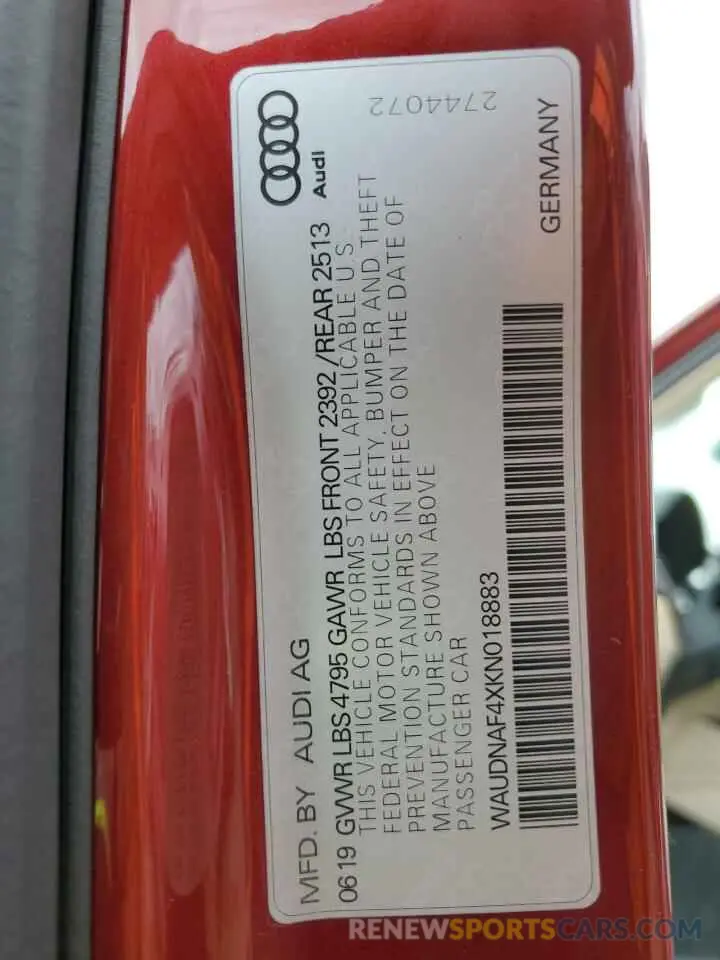 MFD. BY AUDI AG
Audi
06 19 GVWR LBS 4795 GAWR LBS FRONT 2392 /REAR 2513
THIS VEHICLE CONFORMS TO ALL APPLICABLE U.S.
FEDERAL MOTOR VEHICLE SAFETY, BUMPER AND THEFT
PREVENTION STANDARDS IN EFFECT ON THE DATE OF
MANUFACTURE SHOWN ABOVE
PASSENGER CAR
2744072
WAUDNAF4XKN018883
GERMANY
RENEWSPORTSCARS.COM